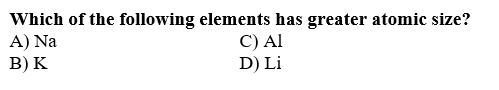 Which of the following elements has greater atomic size?
A) Na C) Al
B) K D) Li